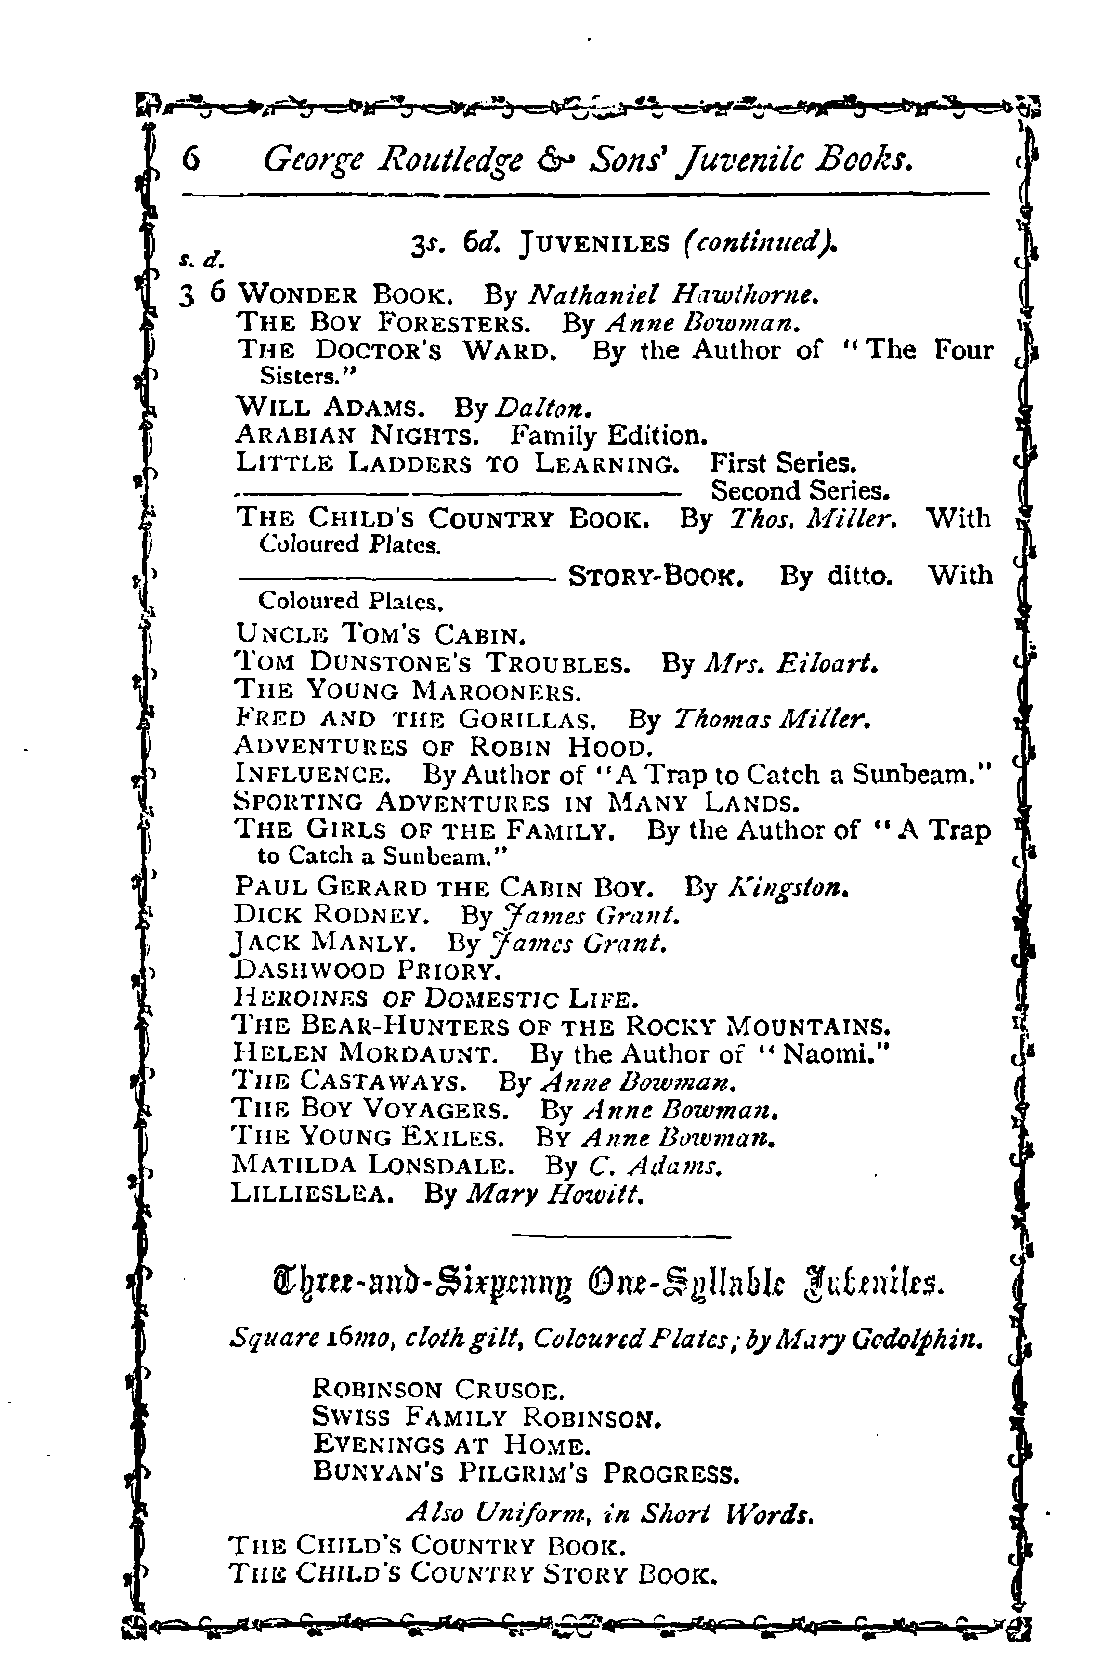 6 George Routledge & Sons' Juvenile Books.
3s. 6d. JUVENILES (continued).
s. d.
3 6 WONDER BOOK. By Nathaniel Hawthorne.
THE BOY FORESTERS. By Anne Bowman.
THE DOCTOR'S WARD. By the Author of "The Four
Sisters."
WILL ADAMS. By Dalton.
ARABIAN NIGHTS. Family Edition.
LITTLE LADDERS TO LEARNING. First Series.
——— Second Series.
THE CHILD'S COUNTRY BOOK. By Thos. Miller. With
Coloured Plates.
——— STORY-BOOK. By ditto. With
Coloured Plates.
UNCLE TOM'S CABIN.
TOM DUNSTONE'S TROUBLES. By Mrs. Eiloart.
THE YOUNG MAROONERS.
FRED AND THE GORILLAS. By Thomas Miller.
ADVENTURES OF ROBIN HOOD.
INFLUENCE. By Author of "A Trap to Catch a Sunbeam."
SPORTING ADVENTURES IN MANY LANDS.
THE GIRLS OF THE FAMILY. By the Author of "A Trap
to Catch a Sunbeam."
PAUL GERARD THE CABIN BOY. By Kingston.
DICK RODNEY. By James Grant.
JACK MANLY. By James Grant.
DASHWOOD PRIORY.
HEROINES OF DOMESTIC LIFE.
THE BEAR-HUNTERS OF THE ROCKY MOUNTAINS.
HELEN MORDAUNT. By the Author of "Naomi."
THE CASTAWAYS. By Anne Bowman.
THE BOY VOYAGERS. By Anne Bowman.
THE YOUNG EXILES. BY Anne Bowman.
MATILDA LONSDALE. By C. Adams.
LILLIESLEA. By Mary Howitt.
Three-and-Sixpenny One-Syllable Juveniles.
Square 16mo, cloth gilt, Coloured Plates; by Mary Godolphin.
ROBINSON CRUSOE.
SWISS FAMILY ROBINSON.
EVENINGS AT HOME.
BUNYAN'S PILGRIM'S PROGRESS.
Also Uniform, in Short Words.
THE CHILD'S COUNTRY BOOK.
THE CHILD'S COUNTRY STORY BOOK.